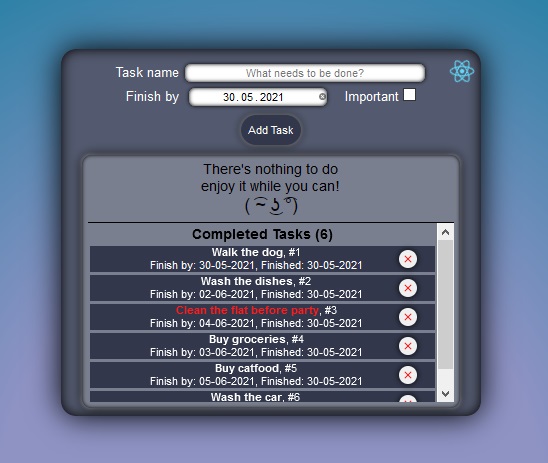 Task name What needs to be done?
Finish by 30.05.2021 Important
Add Task
There's nothing to do
enjoy it while you can!
( ͡~ ͜ʖ ͡°)
Completed Tasks (6)
Walk the dog, #1
Finish by: 30-05-2021, Finished: 30-05-2021
Wash the dishes, #2
Finish by: 02-06-2021, Finished: 30-05-2021
Clean the flat before party, #3
Finish by: 04-06-2021, Finished: 30-05-2021
Buy groceries, #4
Finish by: 03-06-2021, Finished: 30-05-2021
Buy catfood, #5
Finish by: 05-06-2021, Finished: 30-05-2021
Wash the car, #6